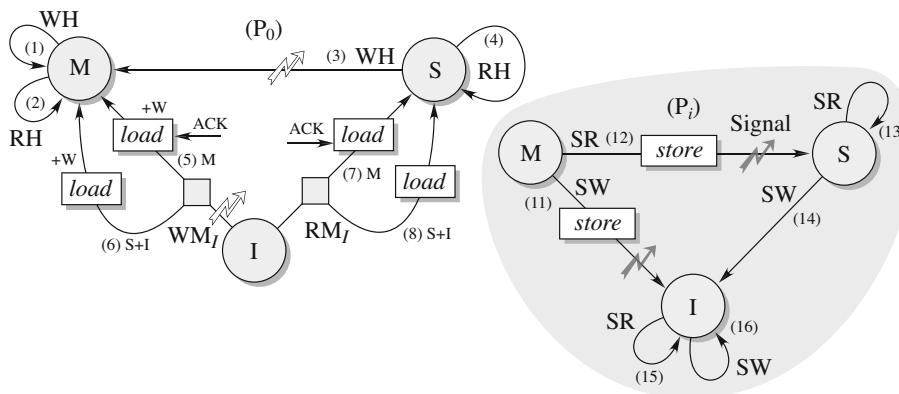 WH
(P0)
(1)
M
(3)
WH
S
(4)
RH
(2)
RH
+W
load
ACK
ACK
load
+W
load
(5) M
(7) M
load
(6) S+I
WMI
I
RMI
(8) S+I
(Pi)
M
SR
(12)
store
Signal
SR
(13)
S
(11)
SW
store
SW
(14)
SR
I
(16)
(15)
SW